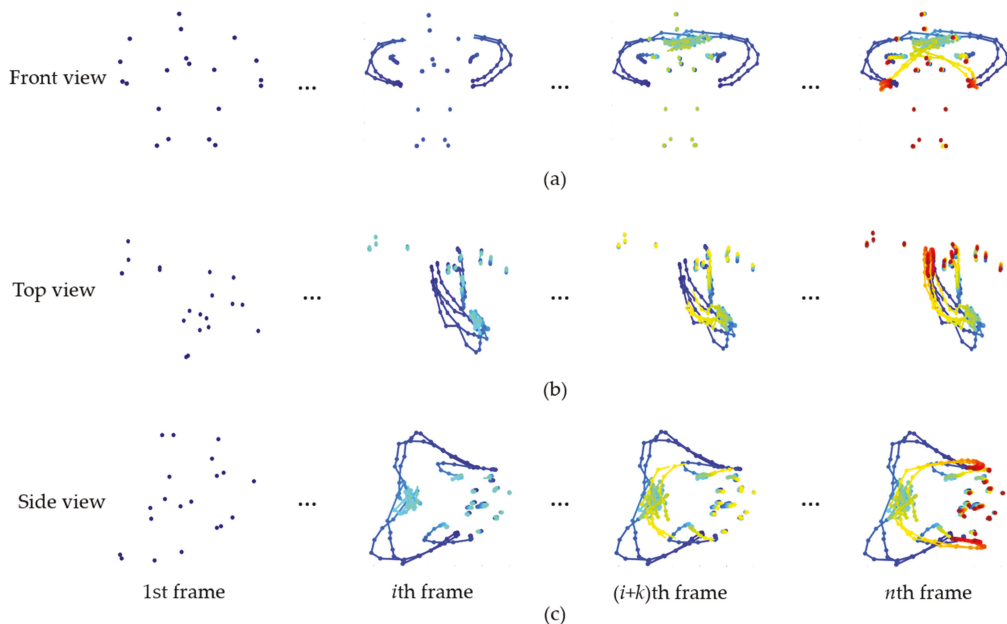 Front view ... ... ...
(a)
Top view ... ... ...
(b)
Side view ... ... ...
1st frame ith frame (i+k)th frame nth frame
(c)